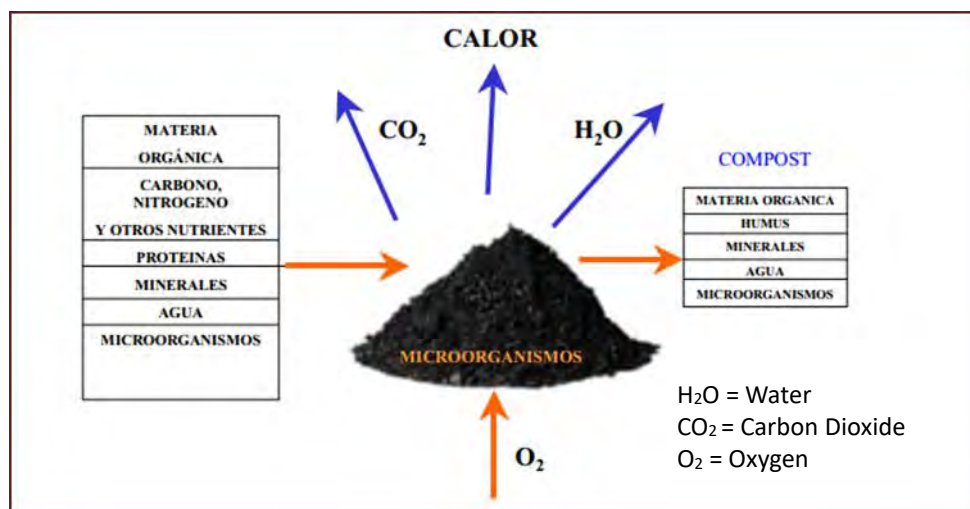 CALOR
CO₂
H₂O
MATERIA
ORGÁNICA
CARBONO,
NITROGENO
Y OTROS NUTRIENTES
PROTEINAS
MINERALES
AGUA
MICROORGANISMOS
COMPOST
MATERIA ORGANICA
HUMUS
MINERALES
AGUA
MICROORGANISMOS
MICROORGANISMOS
O₂
H₂O = Water
CO₂ = Carbon Dioxide
O₂ = Oxygen